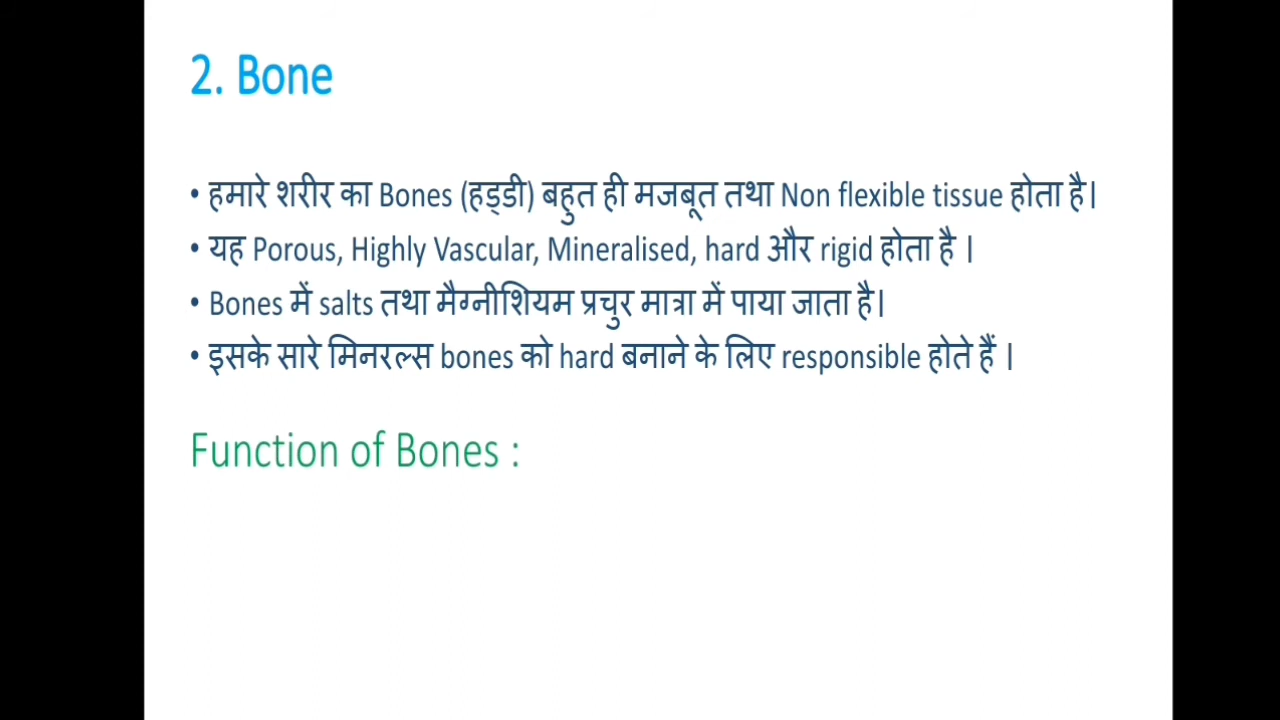 2. Bone
• हमारे शरीर का Bones (हड्डी) बहुत ही मजबूत तथा Non flexible tissue होता है।
• यह Porous, Highly Vascular, Mineralised, hard और rigid होता है ।
• Bones में salts तथा मैग्नीशियम प्रचुर मात्रा में पाया जाता है।
• इसके सारे मिनरल्स bones को hard बनाने के लिए responsible होते हैं ।
Function of Bones :